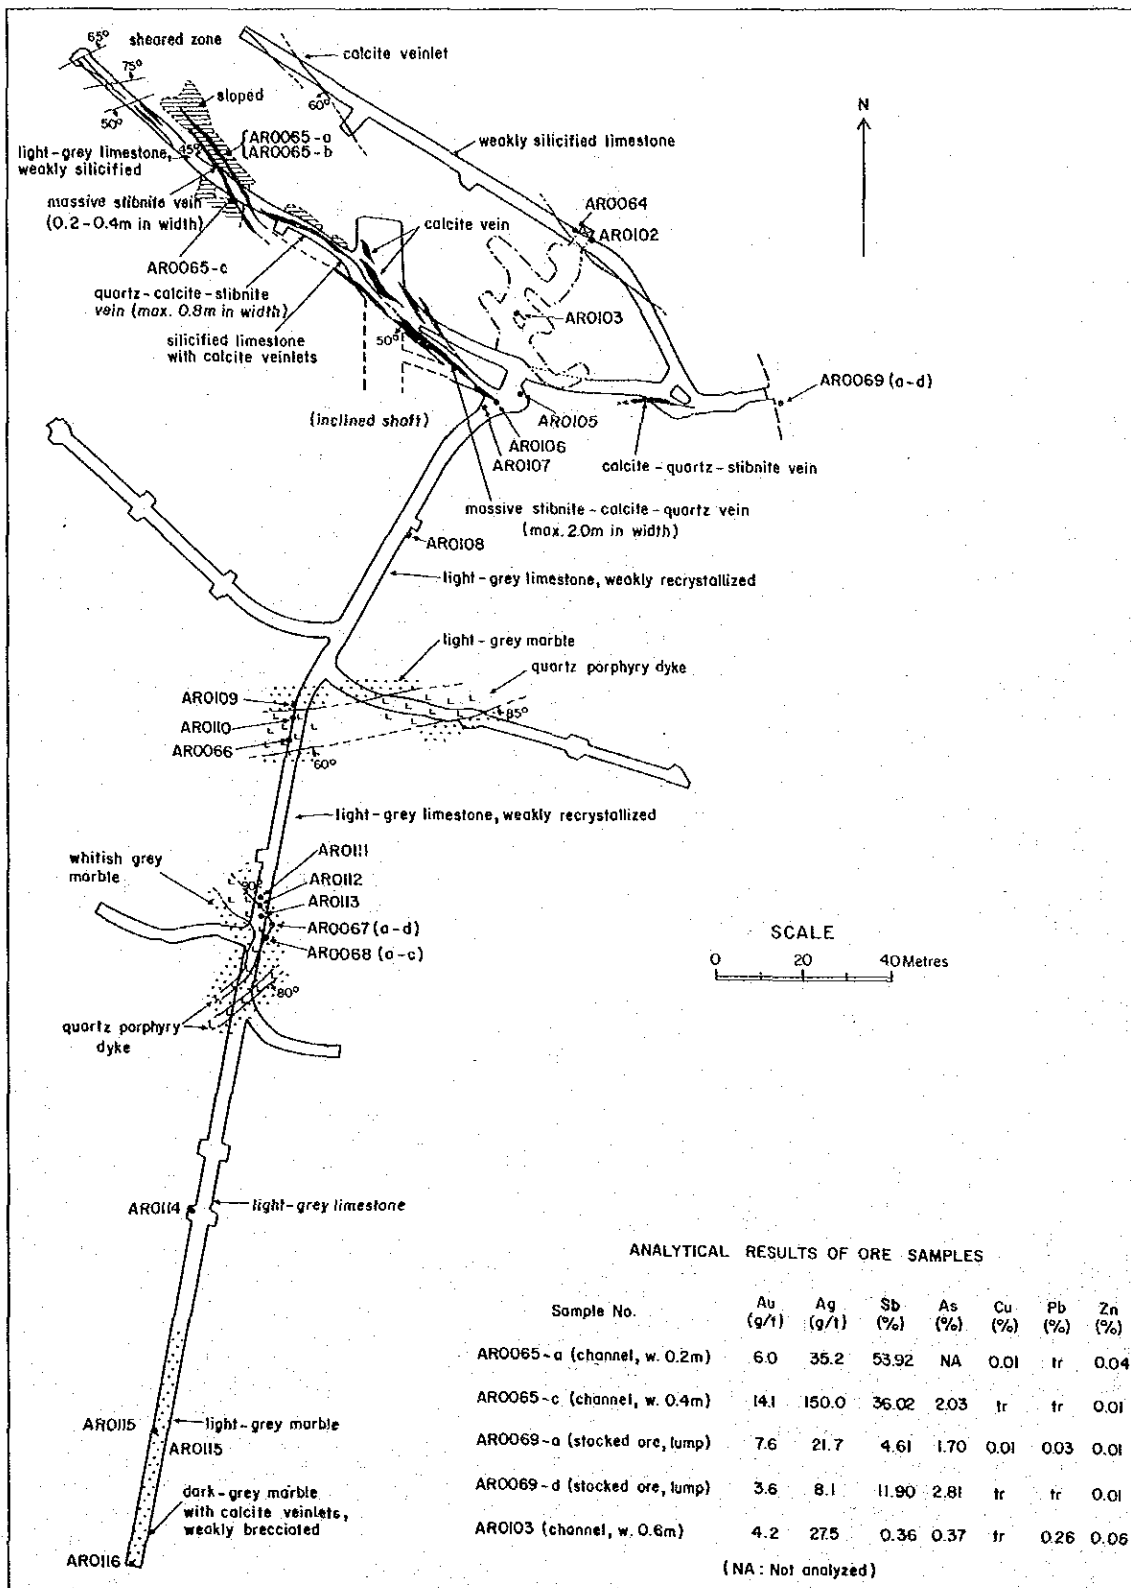 65°
sheared zone
75°
50°
sloped
45°
AR0065-a
AR0065-b
light-grey limestone,
weakly silicified
massive stibnite vein
(0.2-0.4m in width)
AR0065-c
quartz-calcite-stibnite
vein (max. 0.8m in width)
silicified limestone
with calcite veinlets
calcite veinlet
60°
weakly silicified limestone
N
AR0064
AR0102
calcite vein
AR0103
50°
(inclined shaft)
AR0105
AR0106
AR0107
AR0069 (a-d)
calcite-quartz-stibnite vein
massive stibnite-calcite-quartz vein
(max. 2.0m in width)
AR0108
light-grey limestone, weakly recrystallized
light-grey marble
quartz porphyry dyke
AR0109
AR0110
AR0066
85°
60°
light-grey limestone, weakly recrystallized
whitish grey
marble
90°
AR0111
AR0112
AR0113
AR0067 (a-d)
AR0068 (a-c)
80°
quartz porphyry
dyke
SCALE
0 20 40 Metres
AR0114
light-grey limestone
AR0115
light-grey marble
AR0115
dark-grey marble
with calcite veinlets,
weakly brecciated
AR0116
ANALYTICAL RESULTS OF ORE SAMPLES
Sample No. Au Ag Sb As Cu Pb Zn
(g/t) (g/t) (%) (%) (%) (%) (%)
AR0065-a (channel, w. 0.2m) 6.0 35.2 53.92 NA 0.01 tr 0.04
AR0065-c (channel, w. 0.4m) 14.1 150.0 36.02 2.03 tr tr 0.01
AR0069-a (stocked ore, lump) 7.6 21.7 4.61 1.70 0.01 0.03 0.01
AR0069-d (stocked ore, lump) 3.6 8.1 11.90 2.81 tr tr 0.01
AR0103 (channel, w. 0.6m) 4.2 27.5 0.36 0.37 tr 0.26 0.06
(NA: Not analyzed)